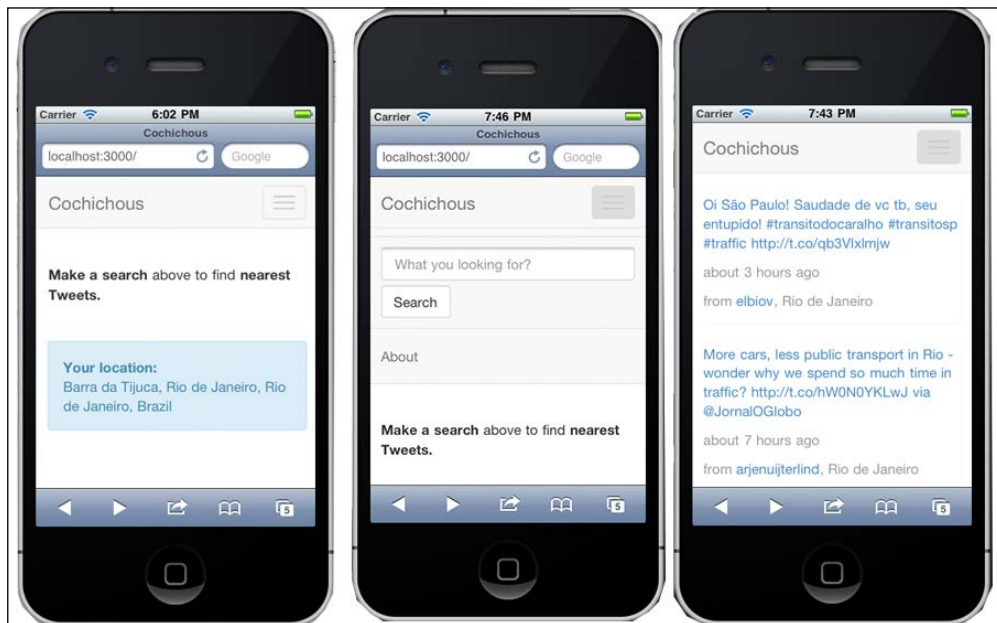 Carrier 6:02 PM
Cochichous
localhost:3000/ Google
Cochichous
Make a search above to find nearest
Tweets.
Your location:
Barra da Tijuca, Rio de Janeiro, Rio
de Janeiro, Brazil
5
Carrier 7:46 PM
Cochichous
localhost:3000/ Google
Cochichous
What you looking for?
Search
About
Make a search above to find nearest
Tweets.
5
Carrier 7:43 PM
Cochichous
Oi São Paulo! Saudade de vc tb, seu
entupido! #transitodocaralho #transitosp
#traffic http://t.co/qb3VIxlmjw
about 3 hours ago
from elbiov, Rio de Janeiro
More cars, less public transport in Rio -
wonder why we spend so much time in
traffic? http://t.co/hW0N0YKLwJ via
@JornalOGlobo
about 7 hours ago
from arjenuijterlind, Rio de Janeiro
5